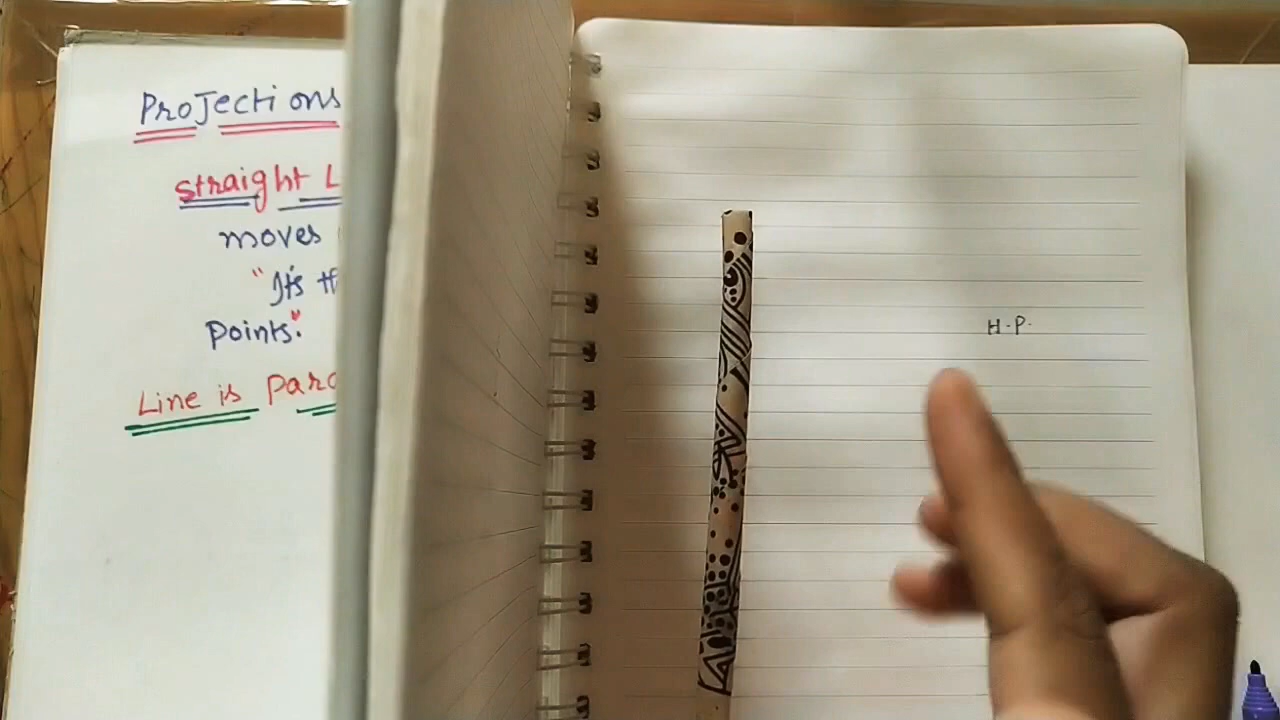 Projections
straight L
moves
"It's th
Points."
Line is Para
H.P.